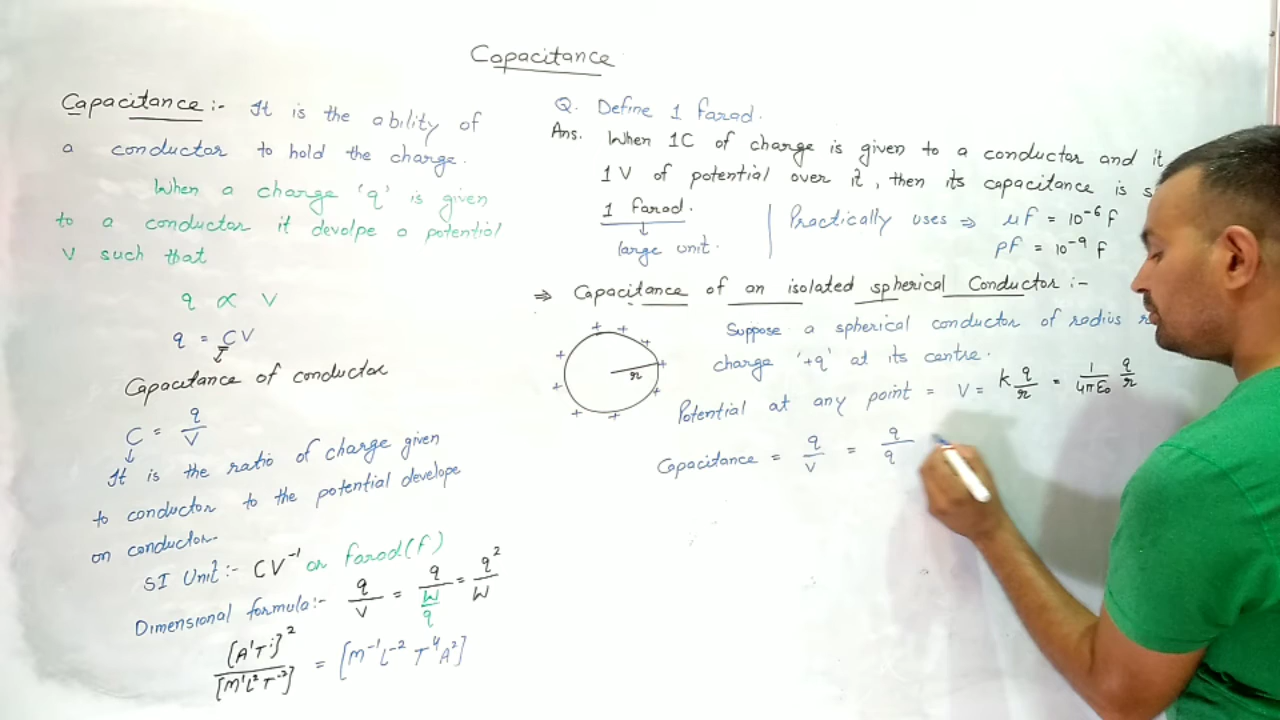 Capacitance
Capacitance :- It is the ability of
a conductor to hold the charge.
When a charge 'q' is given
to a conductor it devolpe a potential
V such that
q ∝ V
q = CV
Capacitance of conductor
C = q/V
It is the ratio of charge given
to conductor to the potential develope
on conductor.
SI Unit :- CV⁻¹ or farad(f)
Dimensional formula :- q/V = q/(W/q) = q²/W
[A¹T¹]²/[M¹L²T⁻²] = [M⁻¹L⁻² T⁴A²]
Q. Define 1 farad.
Ans. When 1C of charge is given to a conductor and it
1V of potential over it, then its capacitance is
1 farad.
large unit.
Practically uses ⇒ μF = 10⁻⁶ f
pF = 10⁻⁹ f
⇒ Capacitance of an isolated spherical Conductor :-
+ + + + + + + + +
r
Suppose a spherical conductor of radius r
charge '+q' at its centre.
Potential at any point = V = K q/r = 1/4πε₀ q/r
Capacitance = q/V = q/q